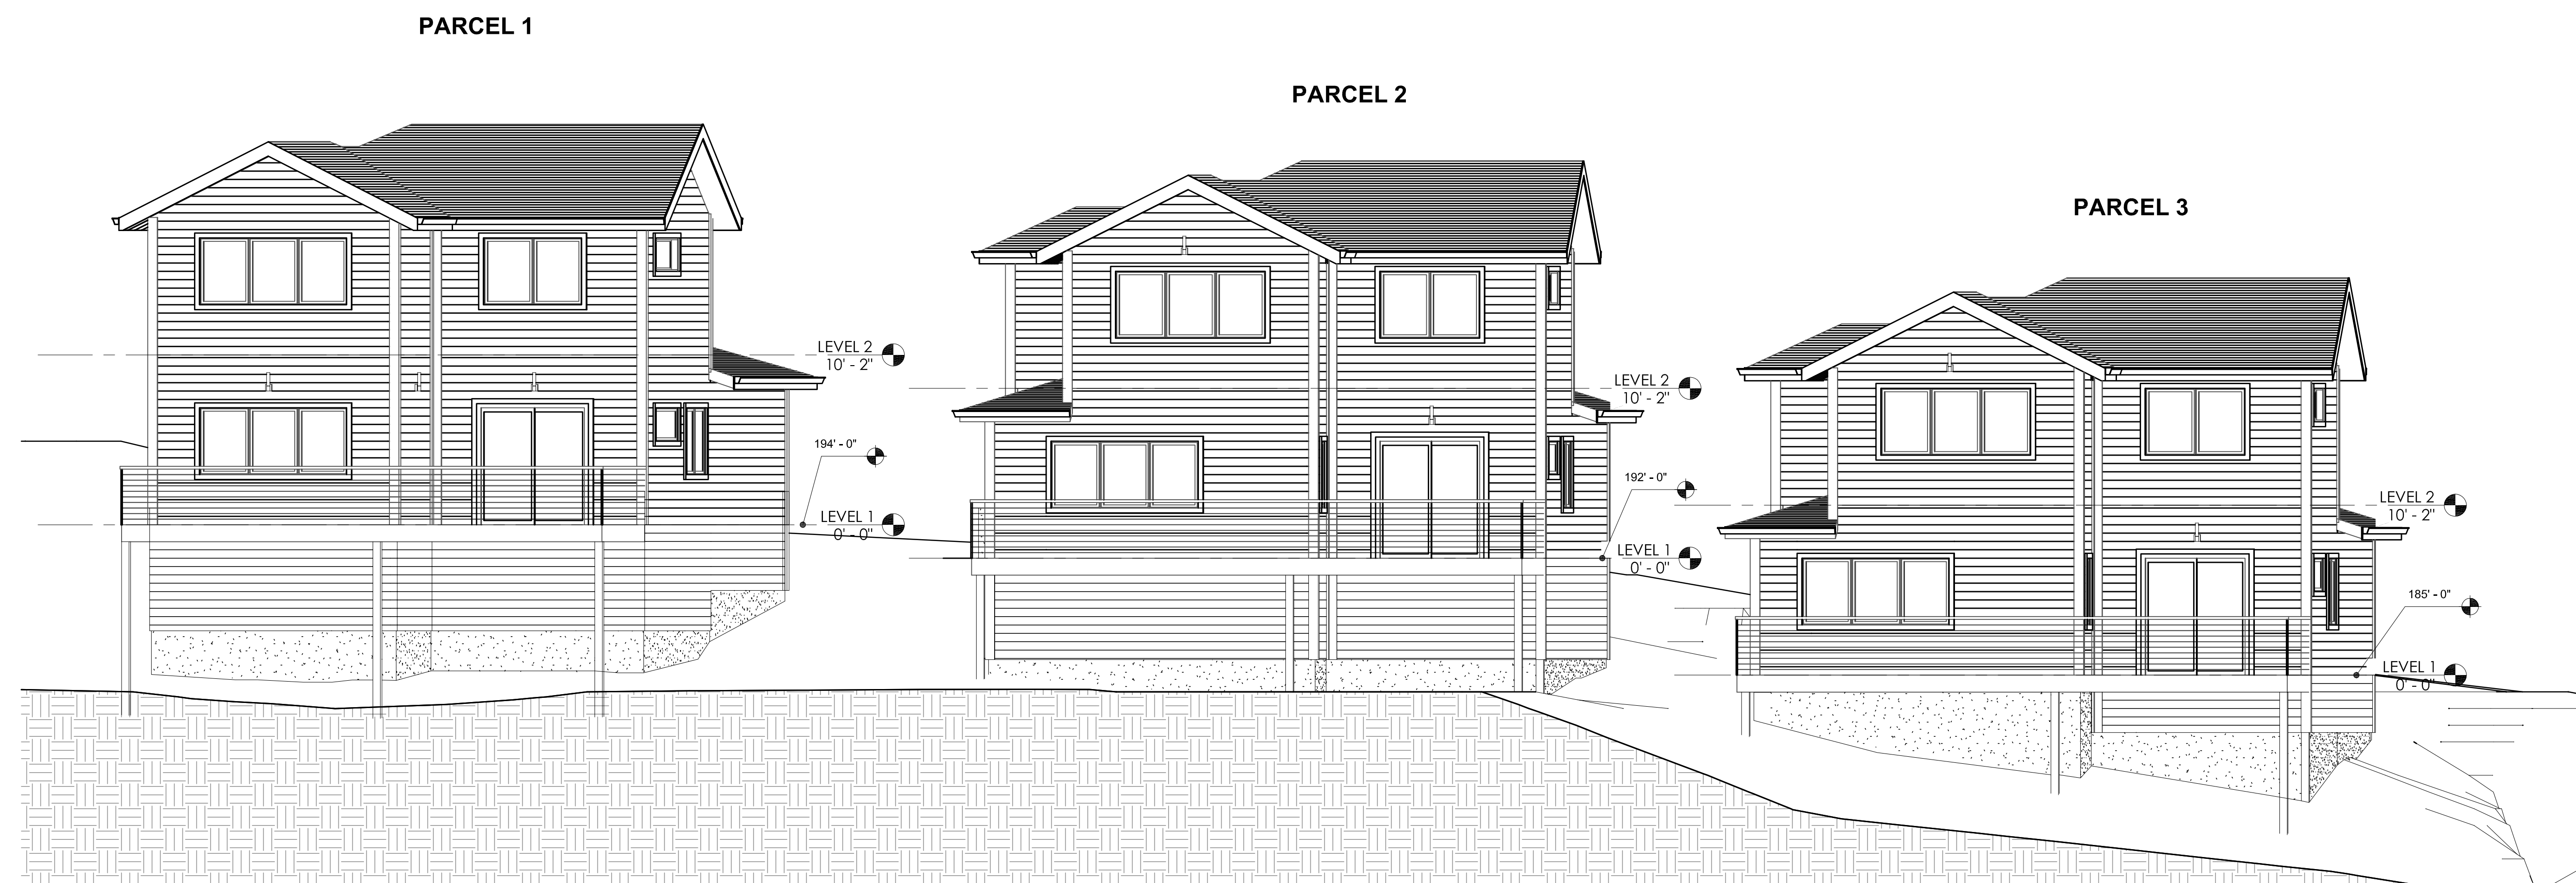 PARCEL 1
PARCEL 2
PARCEL 3
LEVEL 2
10' - 2"
194' - 0"
LEVEL 1
0' - 0"
LEVEL 2
10' - 2"
192' - 0"
LEVEL 1
0' - 0"
LEVEL 2
10' - 2"
185' - 0"
LEVEL 1
0' - 0"